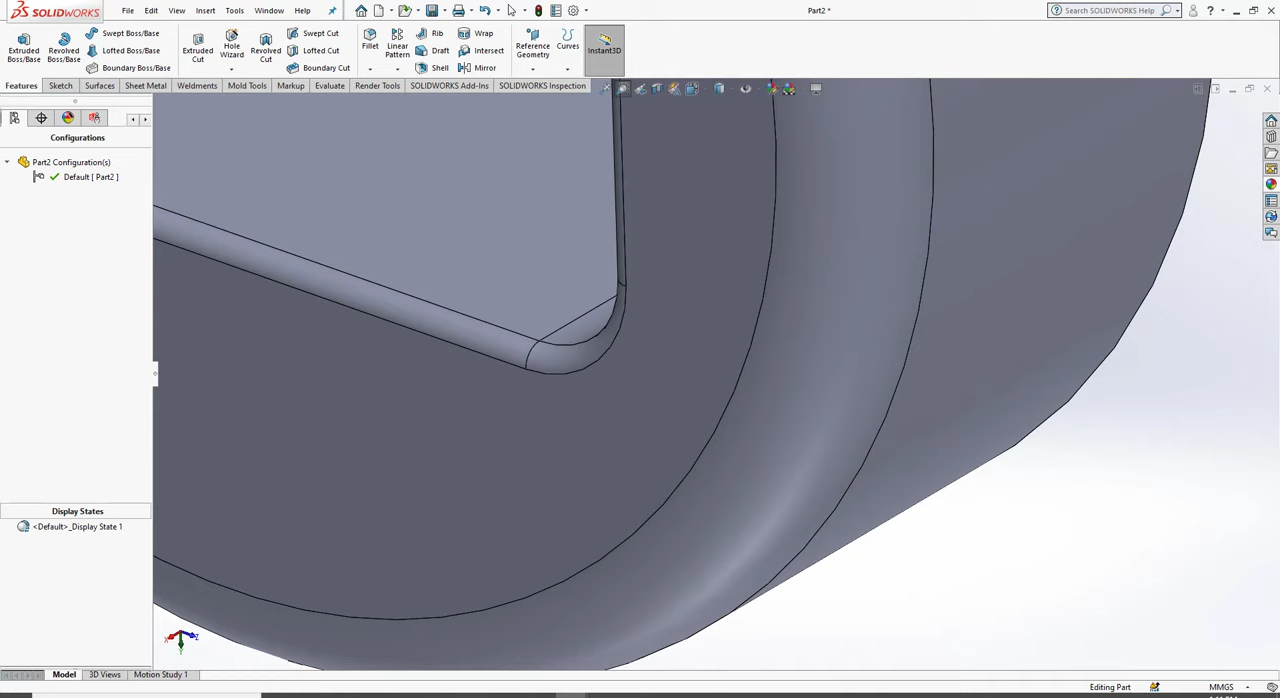 SOLIDWORKS
File
Edit
View
Insert
Tools
Window
Help
Part2 *
Search SOLIDWORKS Help
Extruded Boss/Base
Revolved Boss/Base
Swept Boss/Base
Lofted Boss/Base
Boundary Boss/Base
Extruded Cut
Hole Wizard
Revolved Cut
Swept Cut
Lofted Cut
Boundary Cut
Fillet
Linear Pattern
Rib
Draft
Shell
Wrap
Intersect
Mirror
Reference Geometry
Curves
Instant3D
Features
Sketch
Surfaces
Sheet Metal
Weldments
Mold Tools
Markup
Evaluate
Render Tools
SOLIDWORKS Add-Ins
SOLIDWORKS Inspection
Configurations
Part2 Configuration(s)
Default [ Part2 ]
Display States
<Default>_Display State 1
X
Y
Z
Model
3D Views
Motion Study 1
Editing Part
MMGS